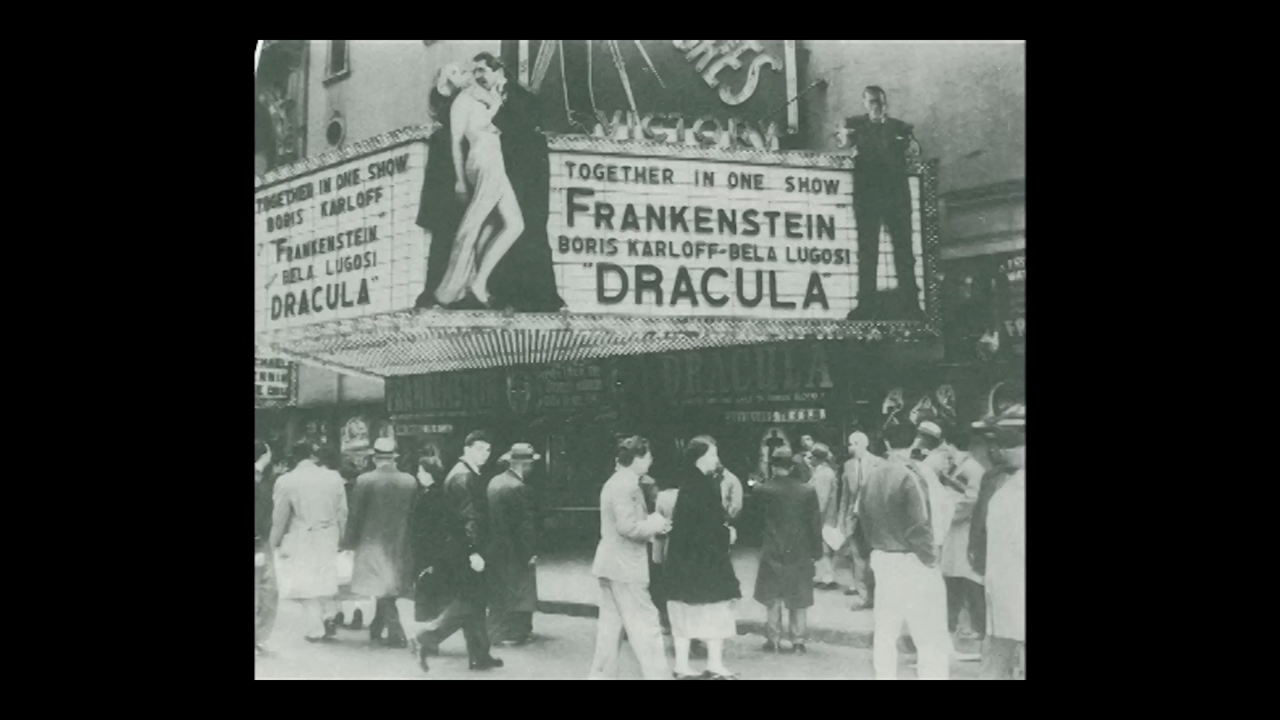 VICTORY
TOGETHER IN ONE SHOW
BORIS KARLOFF
"FRANKENSTEIN"
BELA LUGOSI
DRACULA"
TOGETHER IN ONE SHOW
FRANKENSTEIN"
BORIS KARLOFF-BELA LUGOSI
"DRACULA"
DRACULA